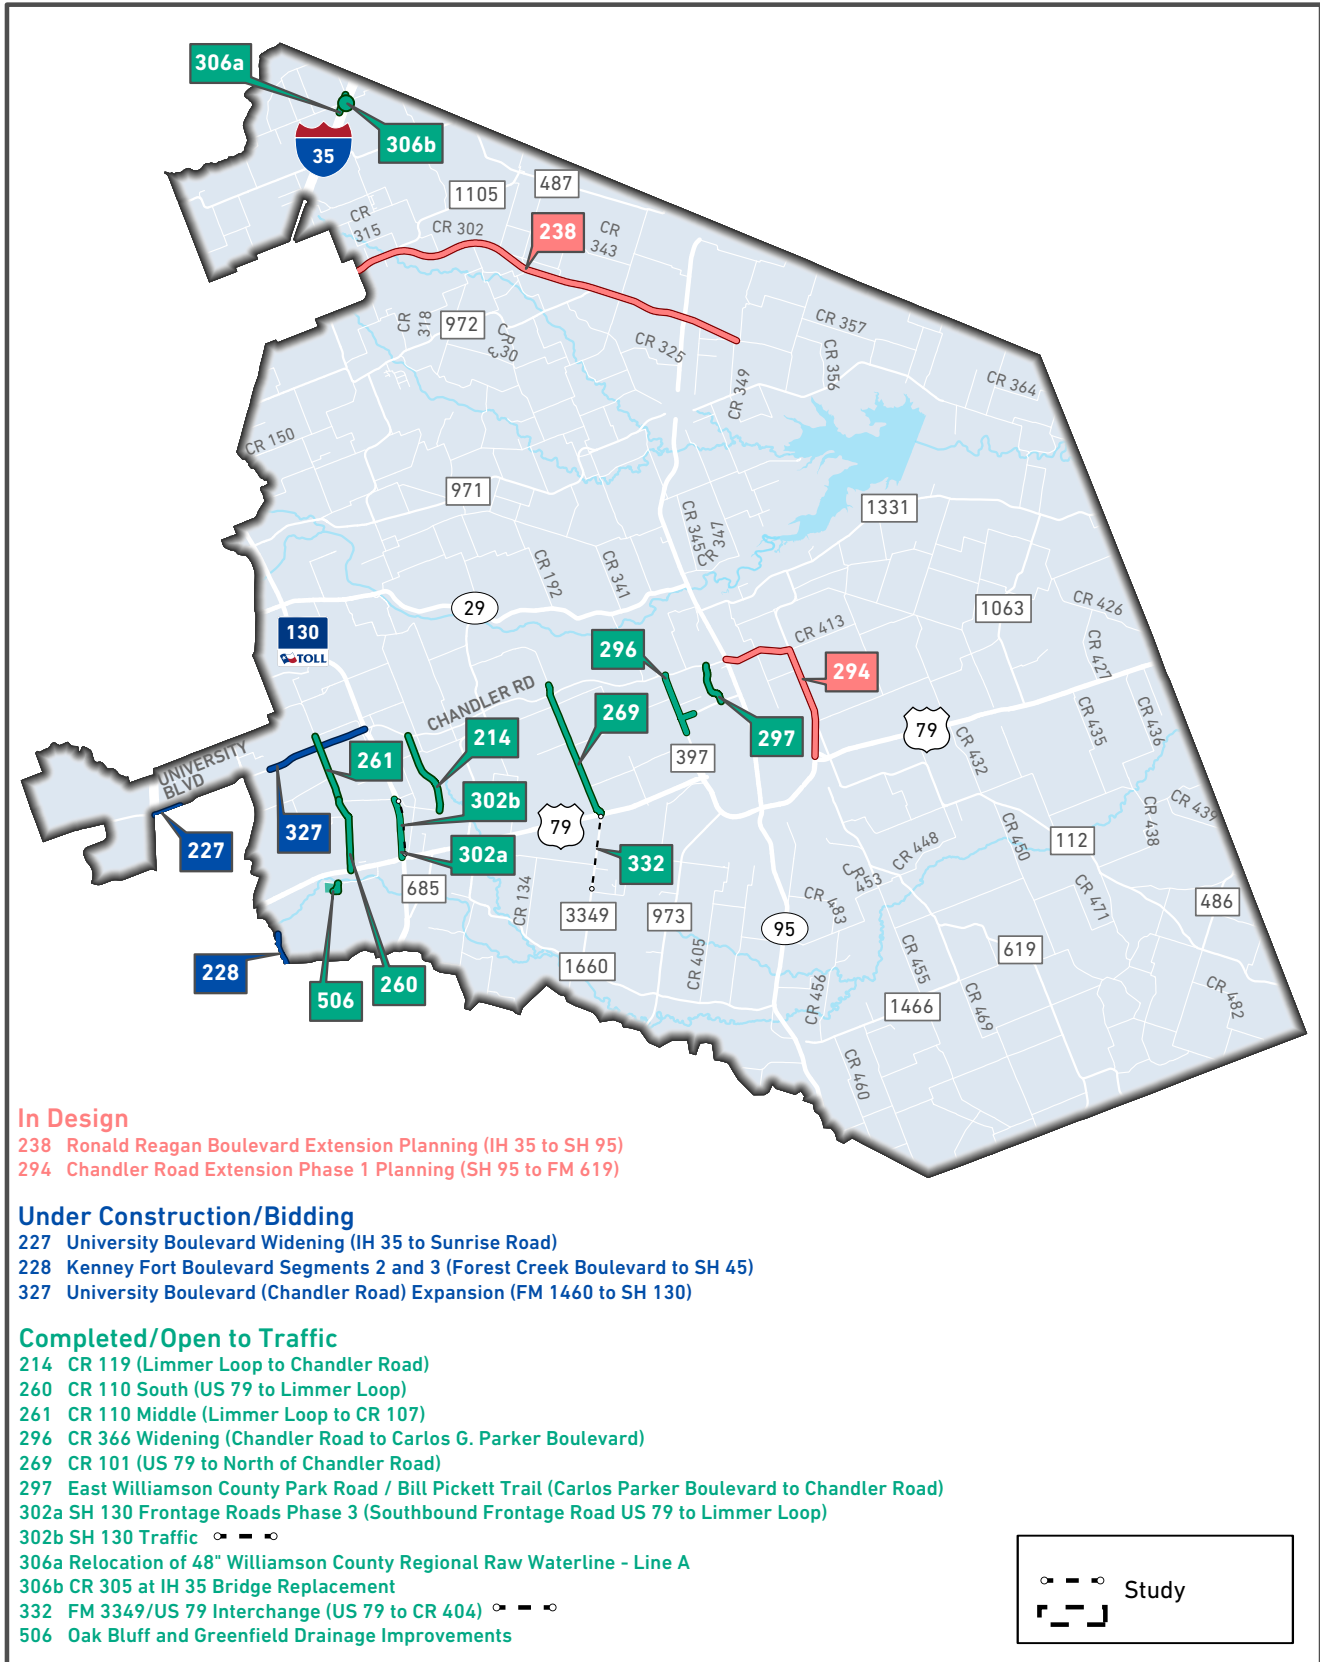 306a
306b
35
1105
487
CR 315
CR 302
238
CR 343
CR 318
972
CR 330
CR 325
CR 357
CR 356
CR 349
CR 364
CR 150
971
1331
CR 345
CR 347
CR 192
CR 341
29
1063
CR 426
130
TOLL
CR 413
CR 427
296
294
CHANDLER RD
269
214
297
79
CR 435
CR 436
CR 432
397
UNIVERSITY BLVD
261
302b
327
79
227
302a
332
CR 439
CR 438
CR 450
112
CR 448
CR 453
CR 471
685
CR 134
3349
973
CR 483
486
95
619
CR 455
228
506
260
1660
CR 405
CR 456
1466
CR 469
CR 482
CR 460
In Design
238 Ronald Reagan Boulevard Extension Planning (IH 35 to SH 95)
294 Chandler Road Extension Phase 1 Planning (SH 95 to FM 619)
Under Construction/Bidding
227 University Boulevard Widening (IH 35 to Sunrise Road)
228 Kenney Fort Boulevard Segments 2 and 3 (Forest Creek Boulevard to SH 45)
327 University Boulevard (Chandler Road) Expansion (FM 1460 to SH 130)
Completed/Open to Traffic
214 CR 119 (Limmer Loop to Chandler Road)
260 CR 110 South (US 79 to Limmer Loop)
261 CR 110 Middle (Limmer Loop to CR 107)
296 CR 366 Widening (Chandler Road to Carlos G. Parker Boulevard)
269 CR 101 (US 79 to North of Chandler Road)
297 East Williamson County Park Road / Bill Pickett Trail (Carlos Parker Boulevard to Chandler Road)
302a SH 130 Frontage Roads Phase 3 (Southbound Frontage Road US 79 to Limmer Loop)
302b SH 130 Traffic
306a Relocation of 48" Williamson County Regional Raw Waterline - Line A
306b CR 305 at IH 35 Bridge Replacement
332 FM 3349/US 79 Interchange (US 79 to CR 404)
506 Oak Bluff and Greenfield Drainage Improvements
Study